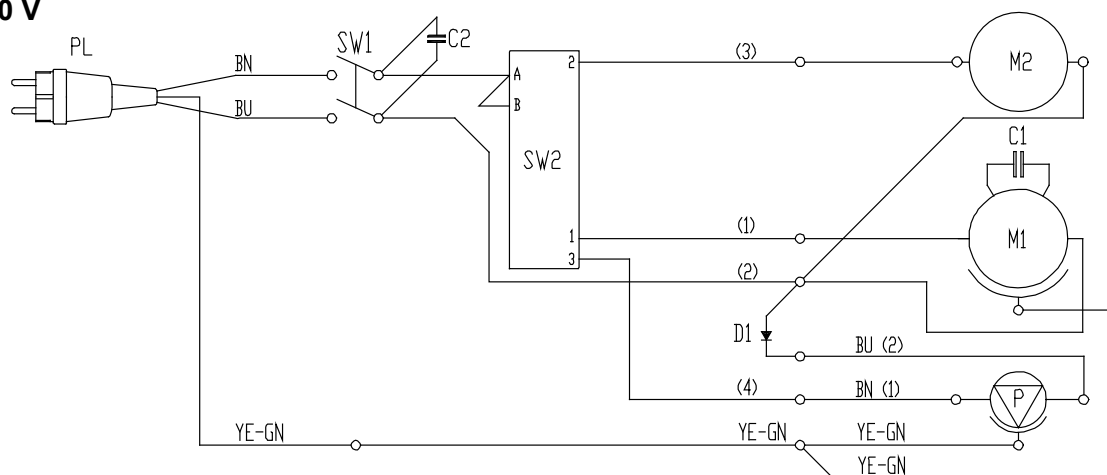 0 V
PL
BN
BU
SW1
C2
A
B
2
SW2
1
3
(3)
M2
C1
(1)
M1
(2)
D1
BU (2)
(4)
BN (1)
P
YE-GN
YE-GN
YE-GN
YE-GN